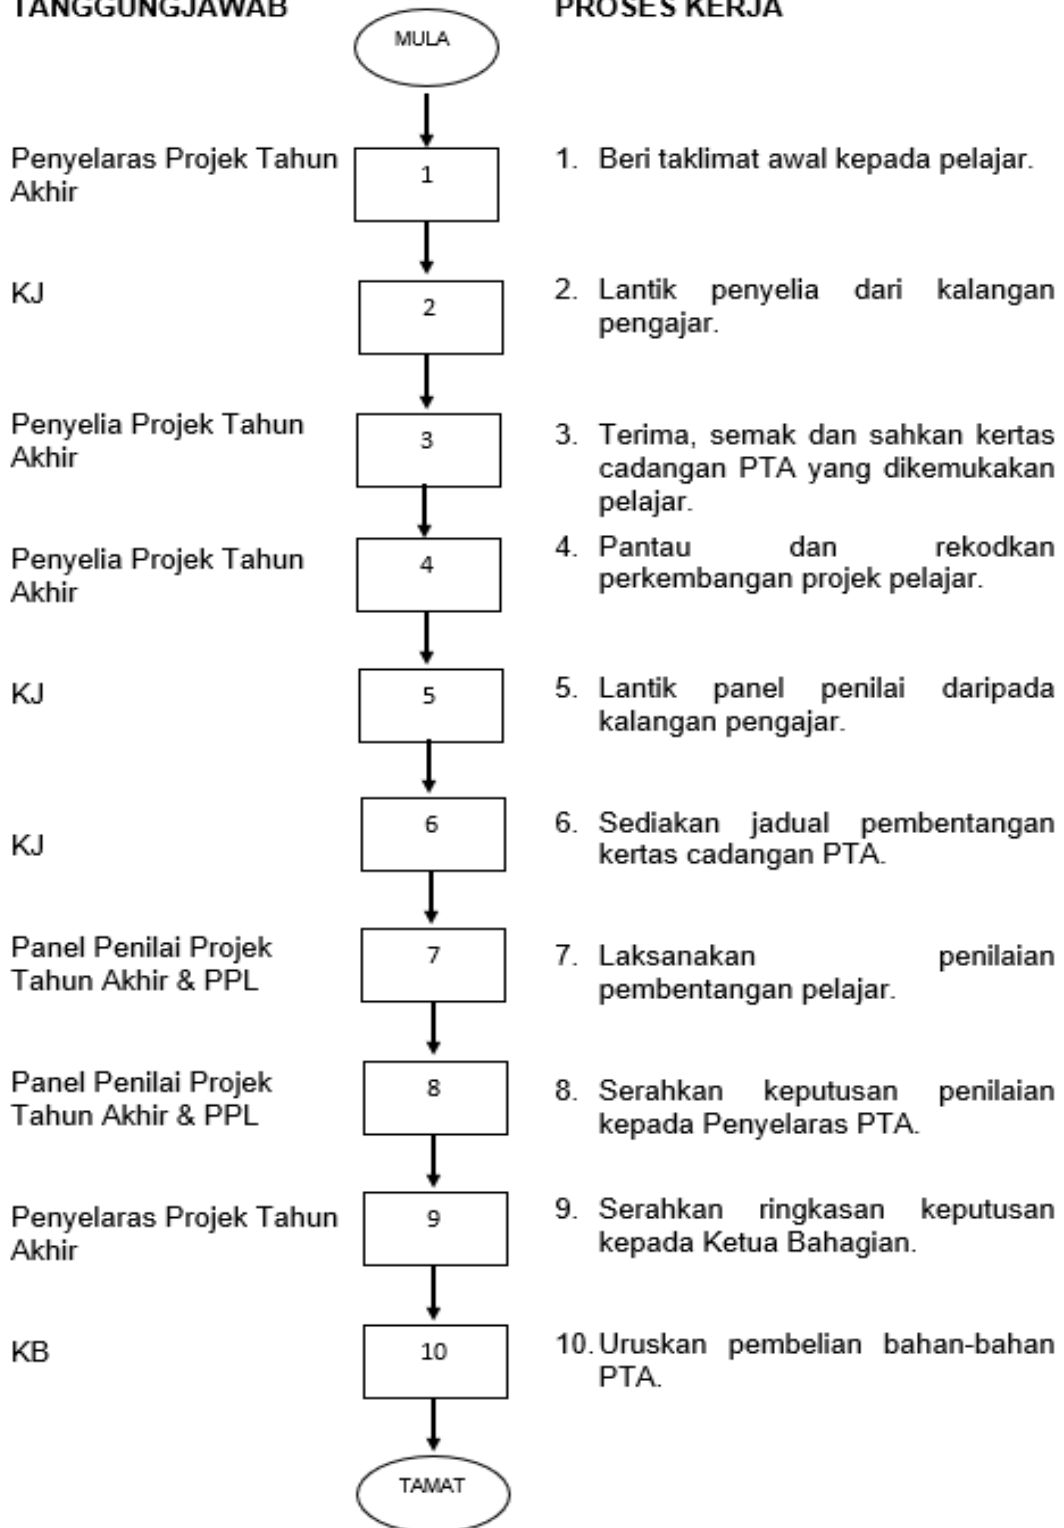 TANGGUNGJAWAB
PROSES KERJA
MULA
Penyelaras Projek Tahun
Akhir
1
1. Beri taklimat awal kepada pelajar.
KJ
2
2. Lantik penyelia dari kalangan
pengajar.
Penyelia Projek Tahun
Akhir
3
3. Terima, semak dan sahkan kertas
cadangan PTA yang dikemukakan
pelajar.
Penyelia Projek Tahun
Akhir
4
4. Pantau dan rekodkan
perkembangan projek pelajar.
KJ
5
5. Lantik panel penilai daripada
kalangan pengajar.
KJ
6
6. Sediakan jadual pembentangan
kertas cadangan PTA.
Panel Penilai Projek
Tahun Akhir & PPL
7
7. Laksanakan penilaian
pembentangan pelajar.
Panel Penilai Projek
Tahun Akhir & PPL
8
8. Serahkan keputusan penilaian
kepada Penyelaras PTA.
Penyelaras Projek Tahun
Akhir
9
9. Serahkan ringkasan keputusan
kepada Ketua Bahagian.
KB
10
10. Uruskan pembelian bahan-bahan
PTA.
TAMAT